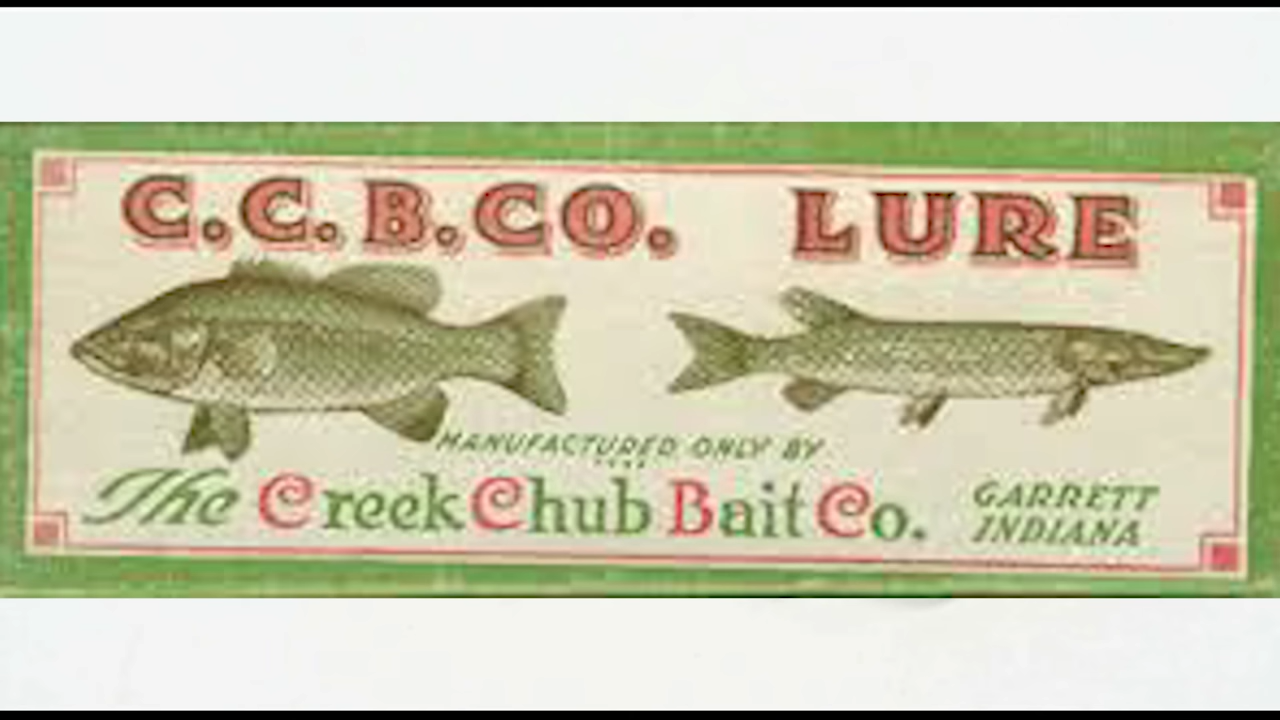 C.C.B.CO. LURE
MANUFACTURED ONLY BY
The Creek Chub Bait Co.
GARRETT
INDIANA